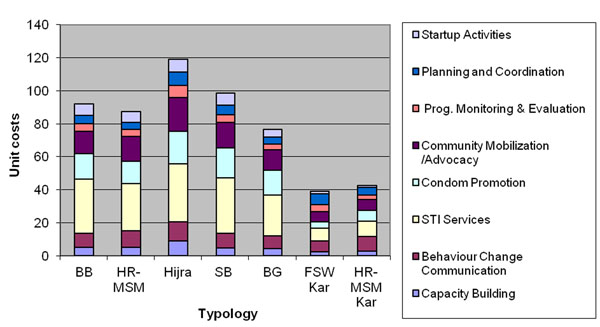 140
120
100
80
60
40
20
0
Unit costs
BB
HR-
MSM
Hijra
SB
BG
FSW
Kar
HR-
MSM
Kar
Typology
Startup Activities
Planning and Coordination
Prog. Monitoring & Evaluation
Community Mobilization
/Advocacy
Condom Promotion
STI Services
Behaviour Change
Communication
Capacity Building